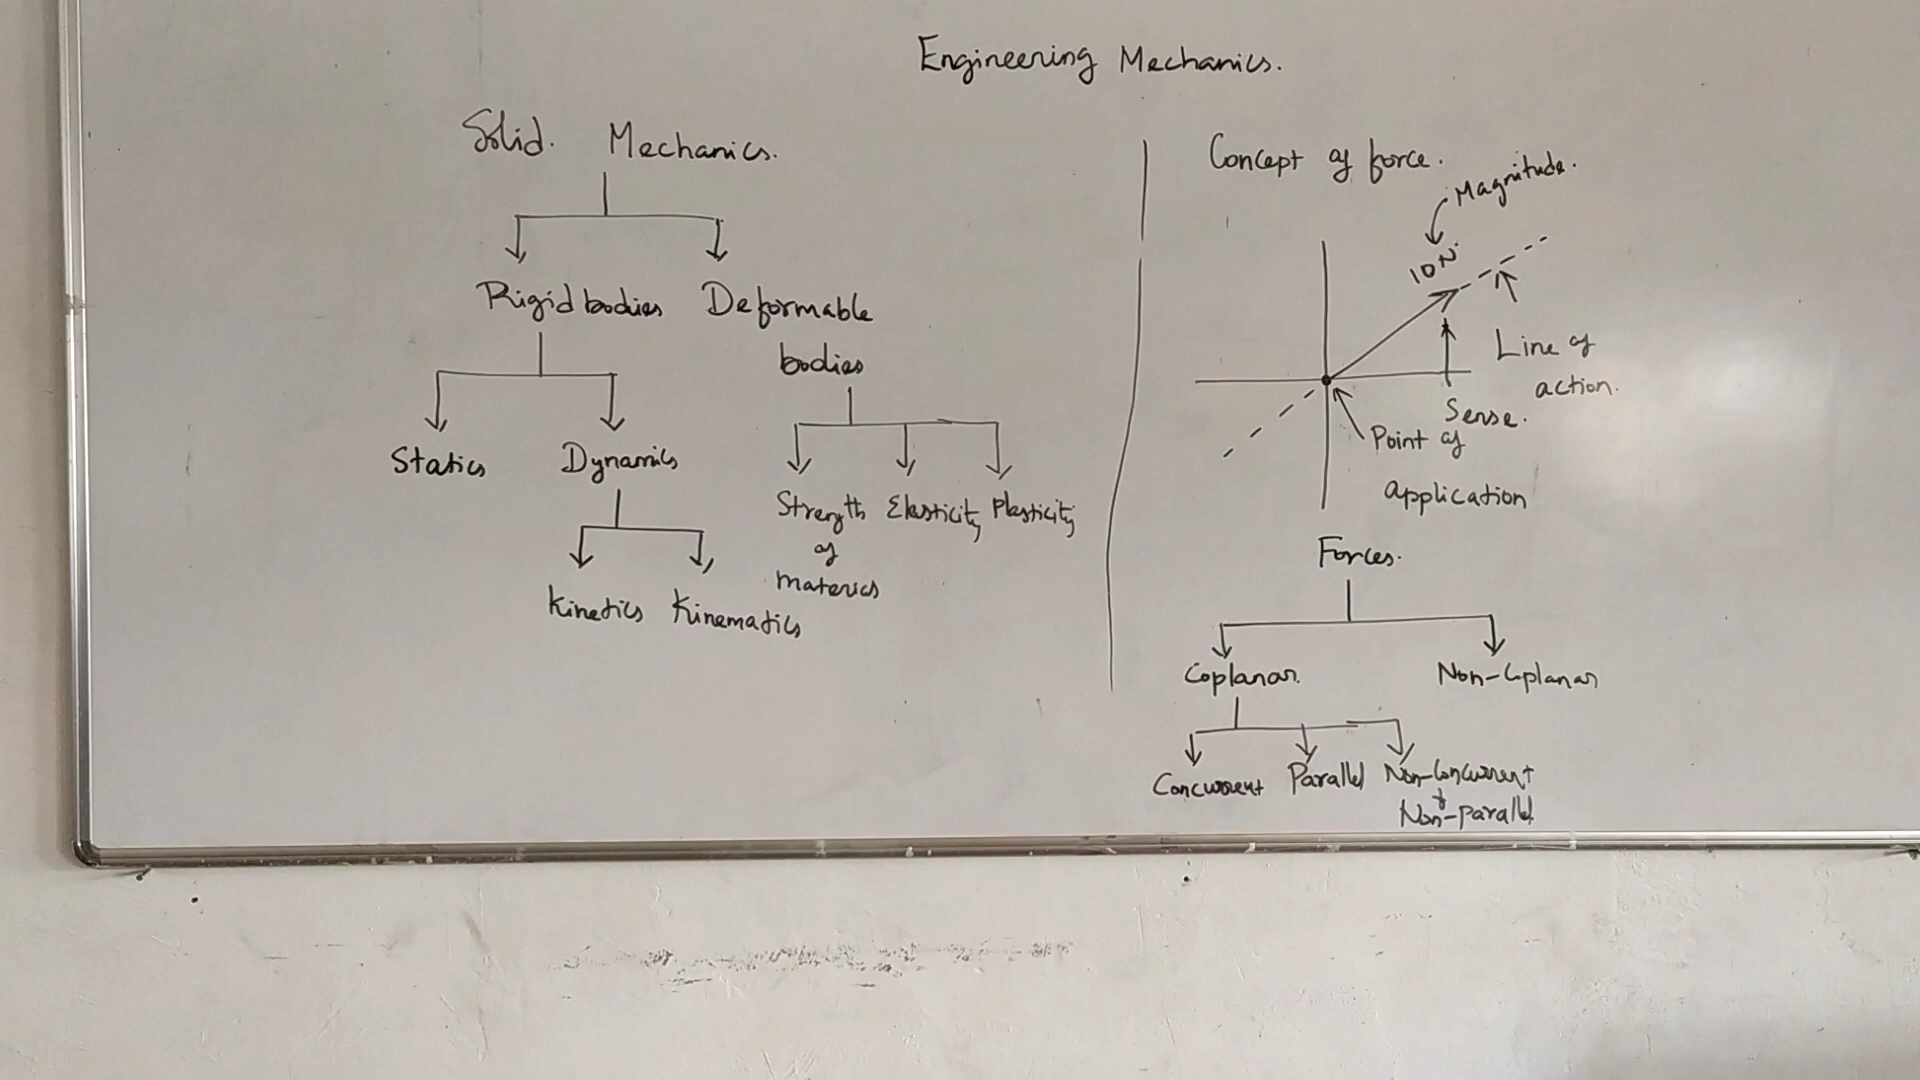 Engineering Mechanics.
Solid. Mechanics.
Rigid bodies
Deformable
bodies
Statics
Dynamics
Kinetics
Kinematics
Strength
of
materials
Elasticity
Plasticity
Concept of force.
Magnitude.
10N.
Line of
action.
Sense.
Point of
application
Forces.
Coplanar.
Non-Coplanar
Concurrent
Parallel
Non-Concurrent
&
Non-parallel